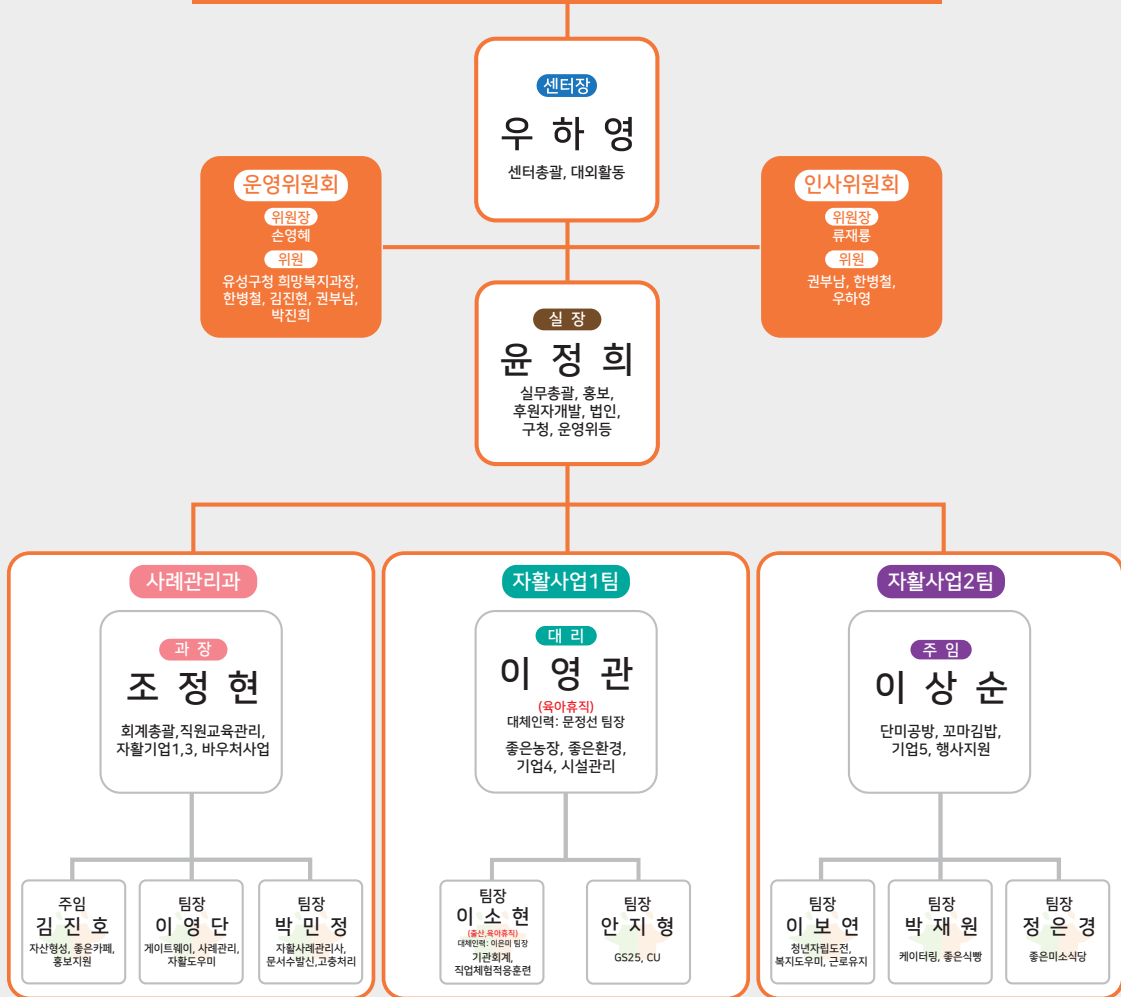 센터장
우하영
센터총괄, 대외활동
운영위원회
위원장
손영혜
위원
유성구청 희망복지과장,
한병철, 김진현, 권부남,
박진희
인사위원회
위원장
류재룡
위원
권부남, 한병철,
우하영
실 장
윤정희
실무총괄, 홍보,
후원자개발, 법인,
구청, 운영위등
사례관리과
과 장
조정현
회계총괄,직원교육관리,
자활기업1,3, 바우처사업
주임
김진호
자산형성, 좋은카페,
홍보지원
팀장
이영단
게이트웨이, 사례관리,
자활도우미
팀장
박민정
자활사례관리사,
문서수발신,고충처리
자활사업1팀
대 리
이영관
(육아휴직)
대체인력: 문정선 팀장
좋은농장, 좋은환경,
기업4, 시설관리
팀장
이소현
(출산,육아휴직)
대체인력: 이은미 팀장
기관회계,
직업체험적응훈련
팀장
안지형
GS25, CU
자활사업2팀
주 임
이상순
단미공방, 꼬마김밥,
기업5, 행사지원
팀장
이보연
청년자립도전,
복지도우미, 근로유지
팀장
박재원
케이터링, 좋은식빵
팀장
정은경
좋은미소식당